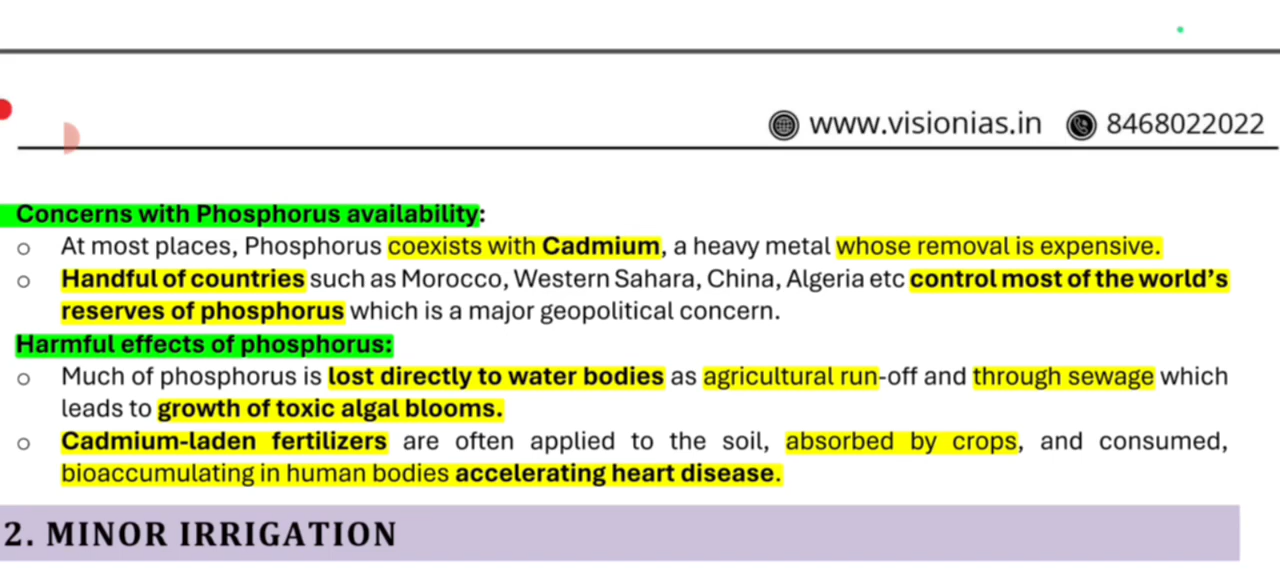 www.visionias.in 8468022022
Concerns with Phosphorus availability:
o At most places, Phosphorus coexists with Cadmium, a heavy metal whose removal is expensive.
o Handful of countries such as Morocco, Western Sahara, China, Algeria etc control most of the world's
reserves of phosphorus which is a major geopolitical concern.
Harmful effects of phosphorus:
o Much of phosphorus is lost directly to water bodies as agricultural run-off and through sewage which
leads to growth of toxic algal blooms.
o Cadmium-laden fertilizers are often applied to the soil, absorbed by crops, and consumed,
bioaccumulating in human bodies accelerating heart disease.
2. MINOR IRRIGATION